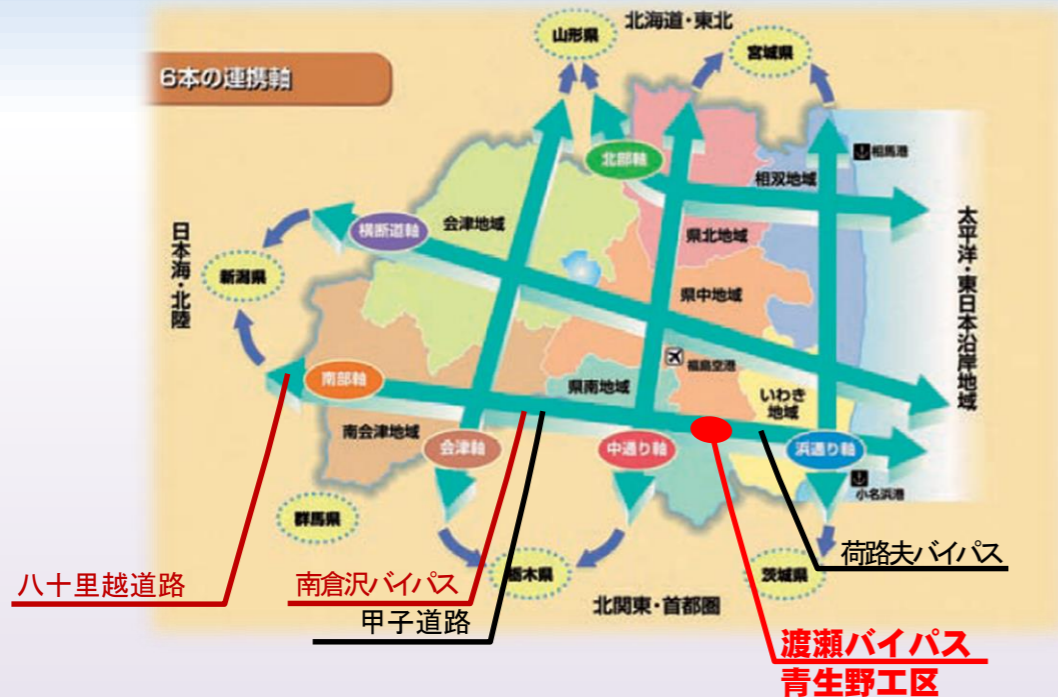 北海道・東北
山形県
宮城県
6本の連携軸
相馬港
北部軸
相双地域
会津地域
横断道軸
県北地域
日本海・北陸
新潟県
太平洋・東日本沿岸地域
県中地域
福島空港
南部軸
県南地域
いわき
地域
南会津地域
会津軸
中通り軸
浜通り軸
小名浜港
群馬県
荷路夫バイパス
八十里越道路
南倉沢バイパス
栃木県
茨城県
甲子道路
北関東・首都圏
渡瀬バイパス
青生野工区